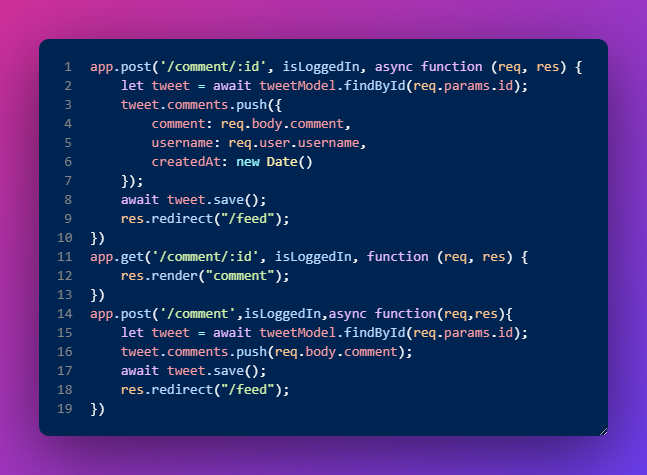 1 app.post('/comment/:id', isLoggedIn, async function (req, res) {
2     let tweet = await tweetModel.findById(req.params.id);
3     tweet.comments.push({
4         comment: req.body.comment,
5         username: req.user.username,
6         createdAt: new Date()
7     });
8     await tweet.save();
9     res.redirect("/feed");
10 })
11 app.get('/comment/:id', isLoggedIn, function (req, res) {
12     res.render("comment");
13 })
14 app.post('/comment',isLoggedIn,async function(req,res){
15     let tweet = await tweetModel.findById(req.params.id);
16     tweet.comments.push(req.body.comment);
17     await tweet.save();
18     res.redirect("/feed");
19 })